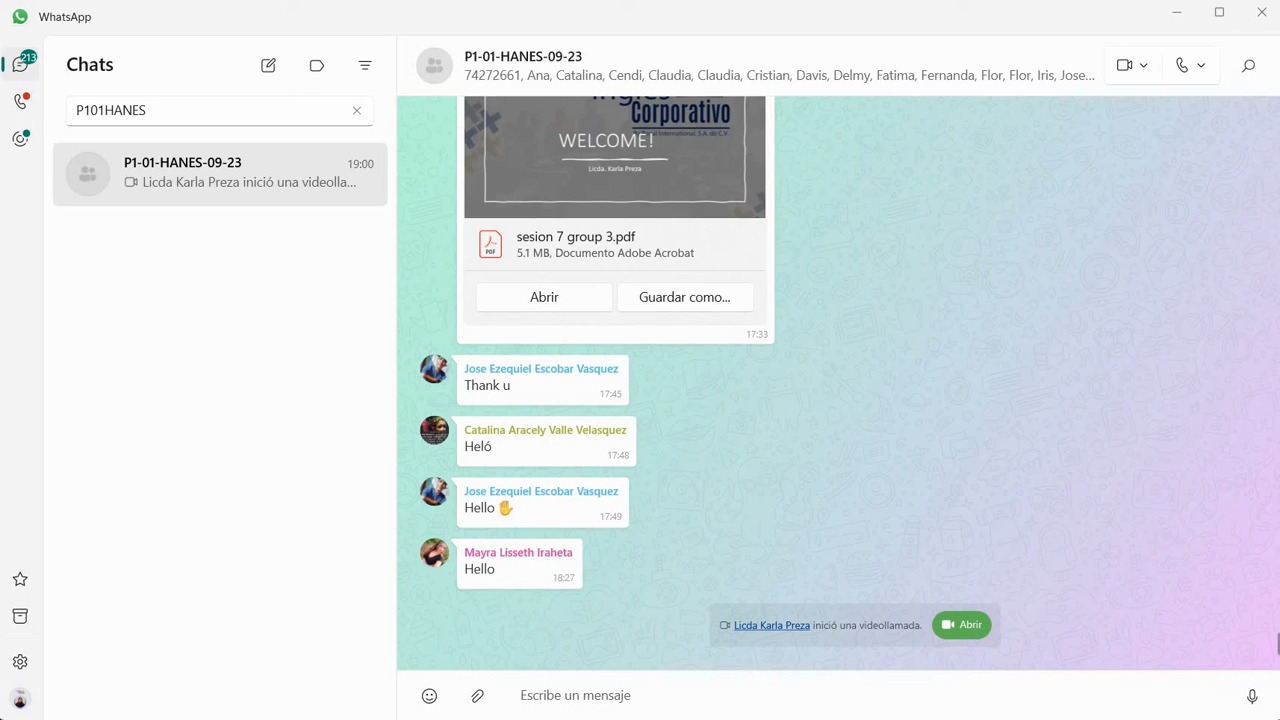 WhatsApp
213
Chats
P101HANES
P1-01-HANES-09-23
19:00
Licda Karla Preza inició una videolla...
P1-01-HANES-09-23
74272661, Ana, Catalina, Cendi, Claudia, Claudia, Cristian, Davis, Delmy, Fatima, Fernanda, Flor, Flor, Iris, Jose...
Inglés
Corporativo
International, S.A. de C.V.
WELCOME!
Licda. Karla Preza
PDF
sesion 7 group 3.pdf
5.1 MB, Documento Adobe Acrobat
Abrir
Guardar como...
17:33
Jose Ezequiel Escobar Vasquez
Thank u
17:45
Catalina Aracely Valle Velasquez
Heló
17:48
Jose Ezequiel Escobar Vasquez
Hello ✋
17:49
Mayra Lisseth Iraheta
Hello
18:27
Licda Karla Preza inició una videollamada.
Abrir
Escribe un mensaje